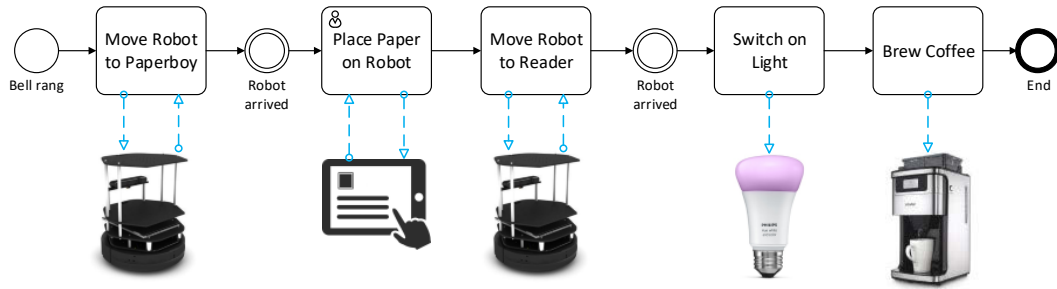 Move Robot
to Paperboy
Place Paper
on Robot
Move Robot
to Reader
Switch on
Light
Brew Coffee
Bell rang
Robot
arrived
Robot
arrived
End
PHILIPS